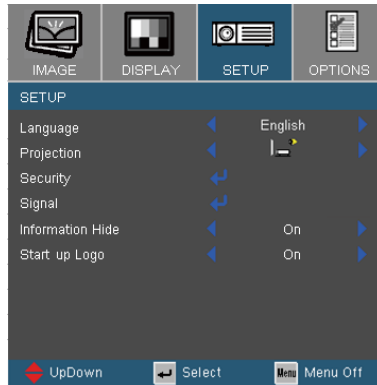 IMAGE DISPLAY SETUP OPTIONS
SETUP
Language English
Projection
Security
Signal
Information Hide On
Start up Logo On
UpDown Select Menu Menu Off